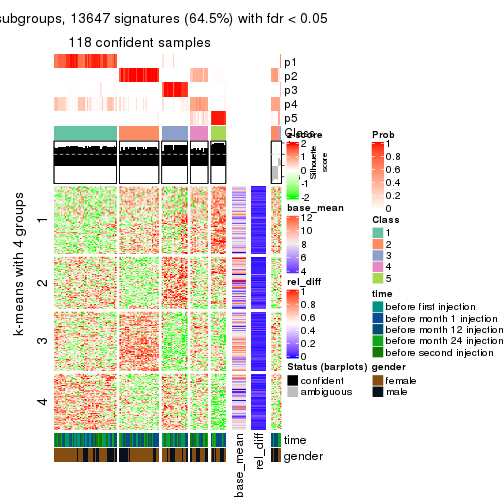 subgroups, 13647 signatures (64.5%) with fdr < 0.05
118 confident samples
p1
p2
p3
p4
p5
Class
Silhouette
score
k-means with 4 groups
1
2
3
4
time
gender
base_mean
rel_diff
z-score
2
1
0
-1
-2
base_mean
12
10
8
6
4
rel_diff
1
0.8
0.6
0.4
0.2
0
Status (barplots)
confident
ambiguous
Prob
1
0.8
0.6
0.4
0.2
0
Class
1
2
3
4
5
time
before first injection
before month 1 injection
before month 12 injection
before month 24 injection
before second injection
gender
female
male